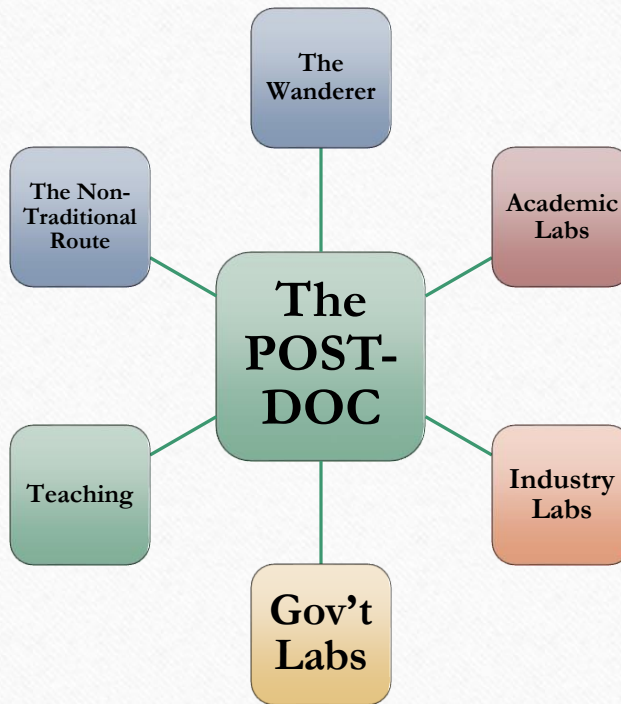 The
Wanderer
The Non-
Traditional
Route
Academic
Labs
The
POST-
DOC
Teaching
Industry
Labs
Gov't
Labs